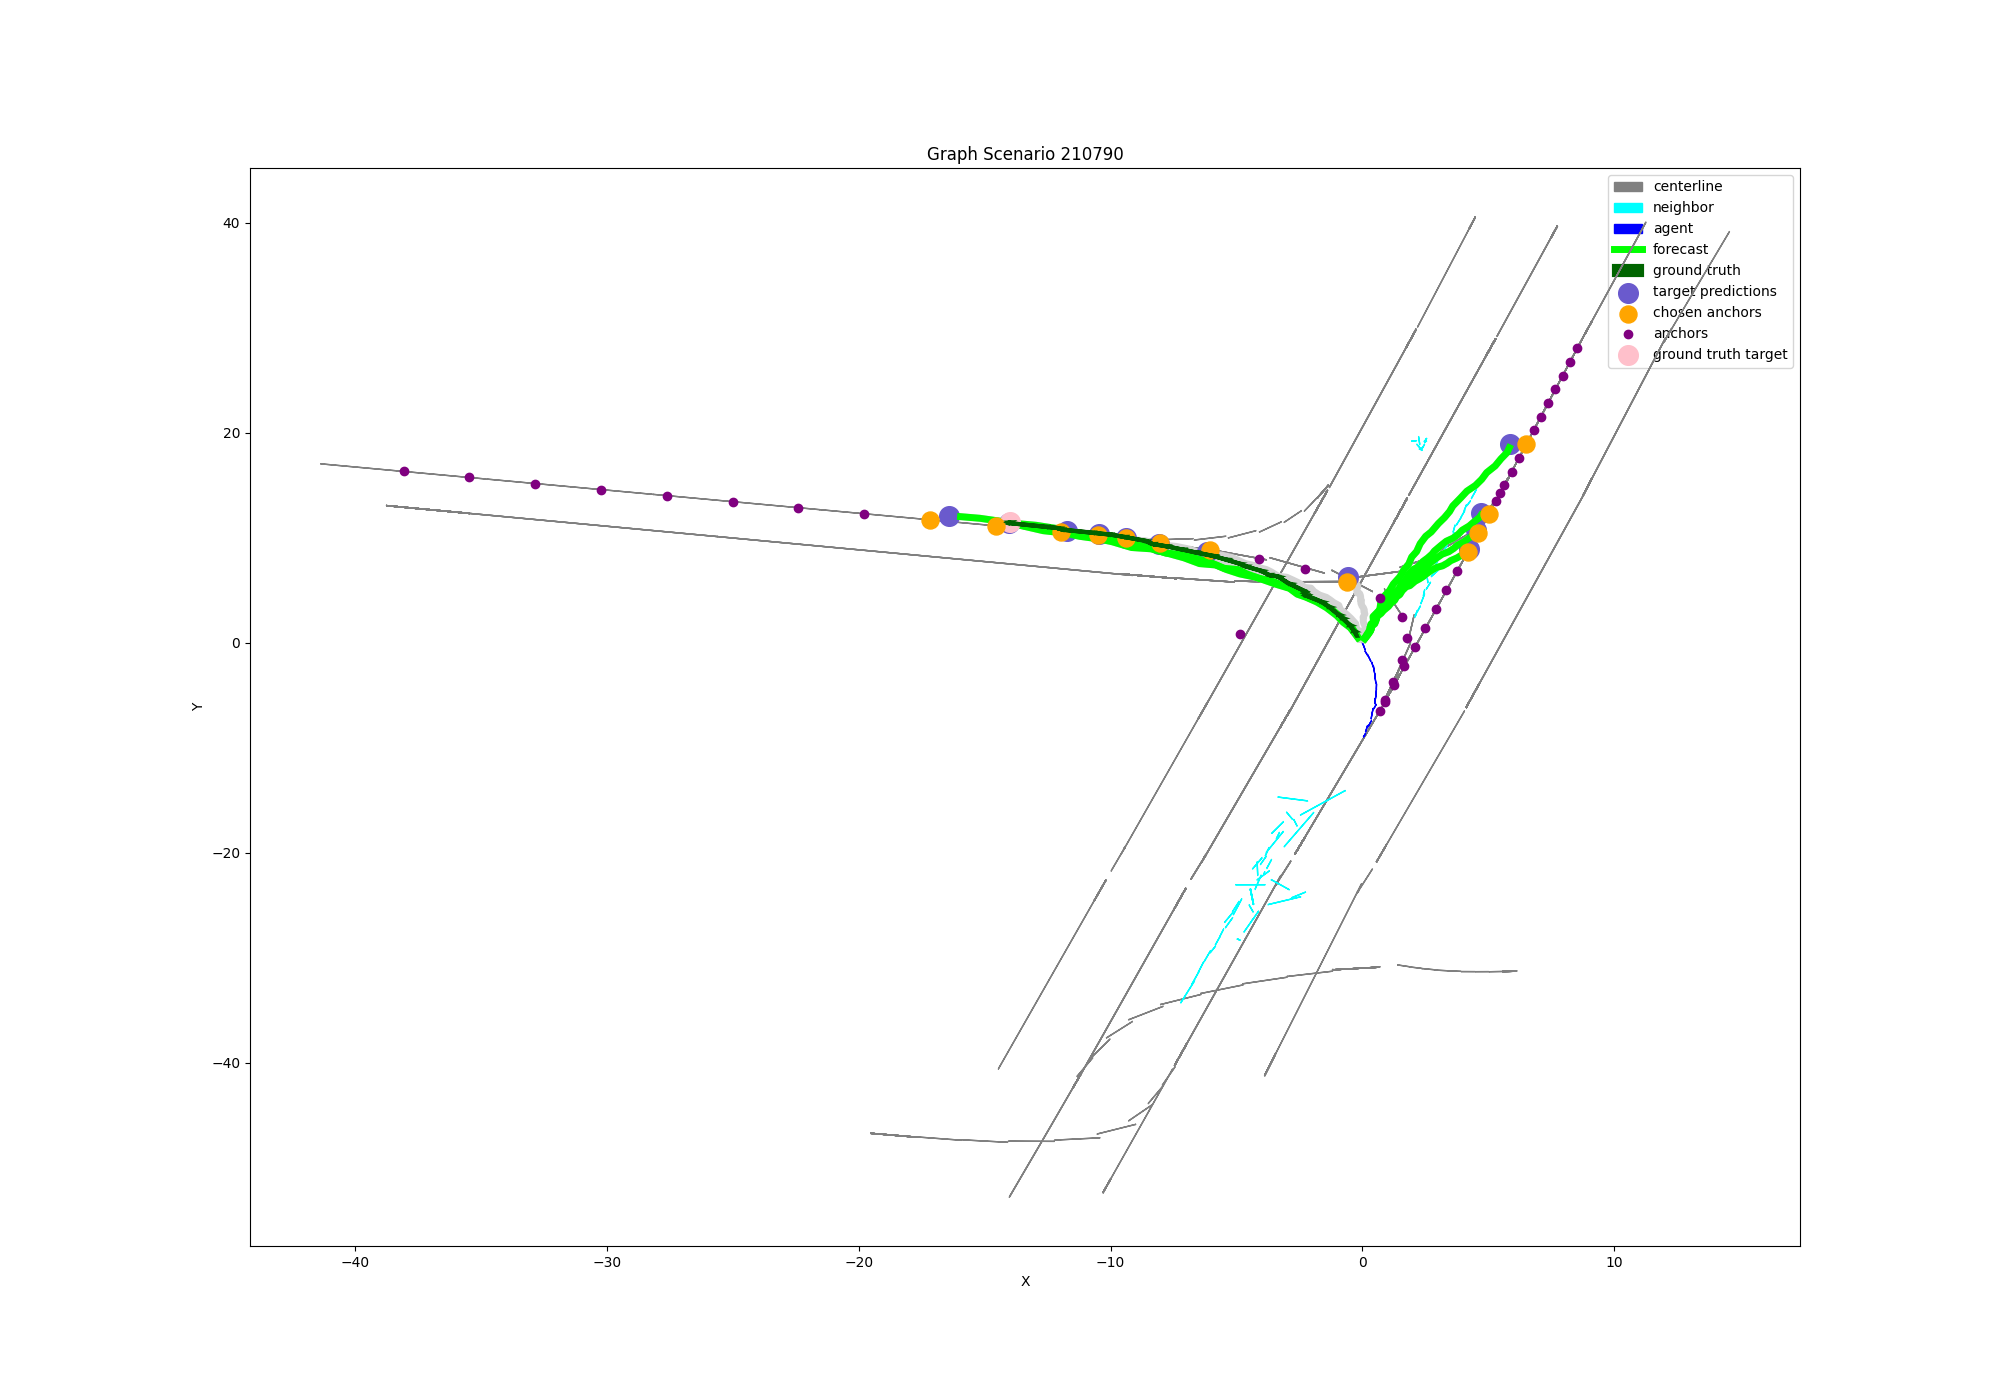 Graph Scenario 210790
centerline
neighbor
agent
forecast
ground truth
target predictions
chosen anchors
anchors
ground truth target
40
20
0
−20
−40
Y
−40
−30
−20
−10
0
10
X